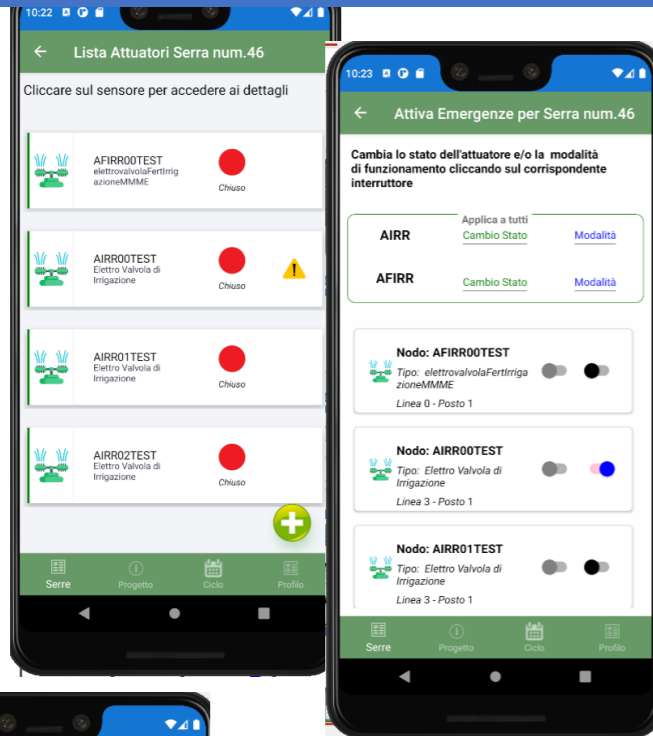 10:22
Lista Attuatori Serra num.46
Cliccare sul sensore per accedere ai dettagli
AFIRR00TEST
elettrovalvolaFertIrrig
azioneMMME
Chiuso
AIRR00TEST
Elettro Valvola di
Irrigazione
Chiuso
AIRR01TEST
Elettro Valvola di
Irrigazione
Chiuso
AIRR02TEST
Elettro Valvola di
Irrigazione
Chiuso
Serre
Progetto
Ciclo
Profilo
10:23
Attiva Emergenze per Serra num.46
Cambia lo stato dell'attuatore e/o la modalità
di funzionamento cliccando sul corrispondente
interruttore
Applica a tutti
AIRR Cambio Stato Modalità
AFIRR Cambio Stato Modalità
Nodo: AFIRR00TEST
Tipo: elettrovalvolaFertIrriga
zioneMMME
Linea 0 - Posto 1
Nodo: AIRR00TEST
Tipo: Elettro Valvola di
Irrigazione
Linea 3 - Posto 1
Nodo: AIRR01TEST
Tipo: Elettro Valvola di
Irrigazione
Linea 3 - Posto 1
Serre
Progetto
Ciclo
Profilo